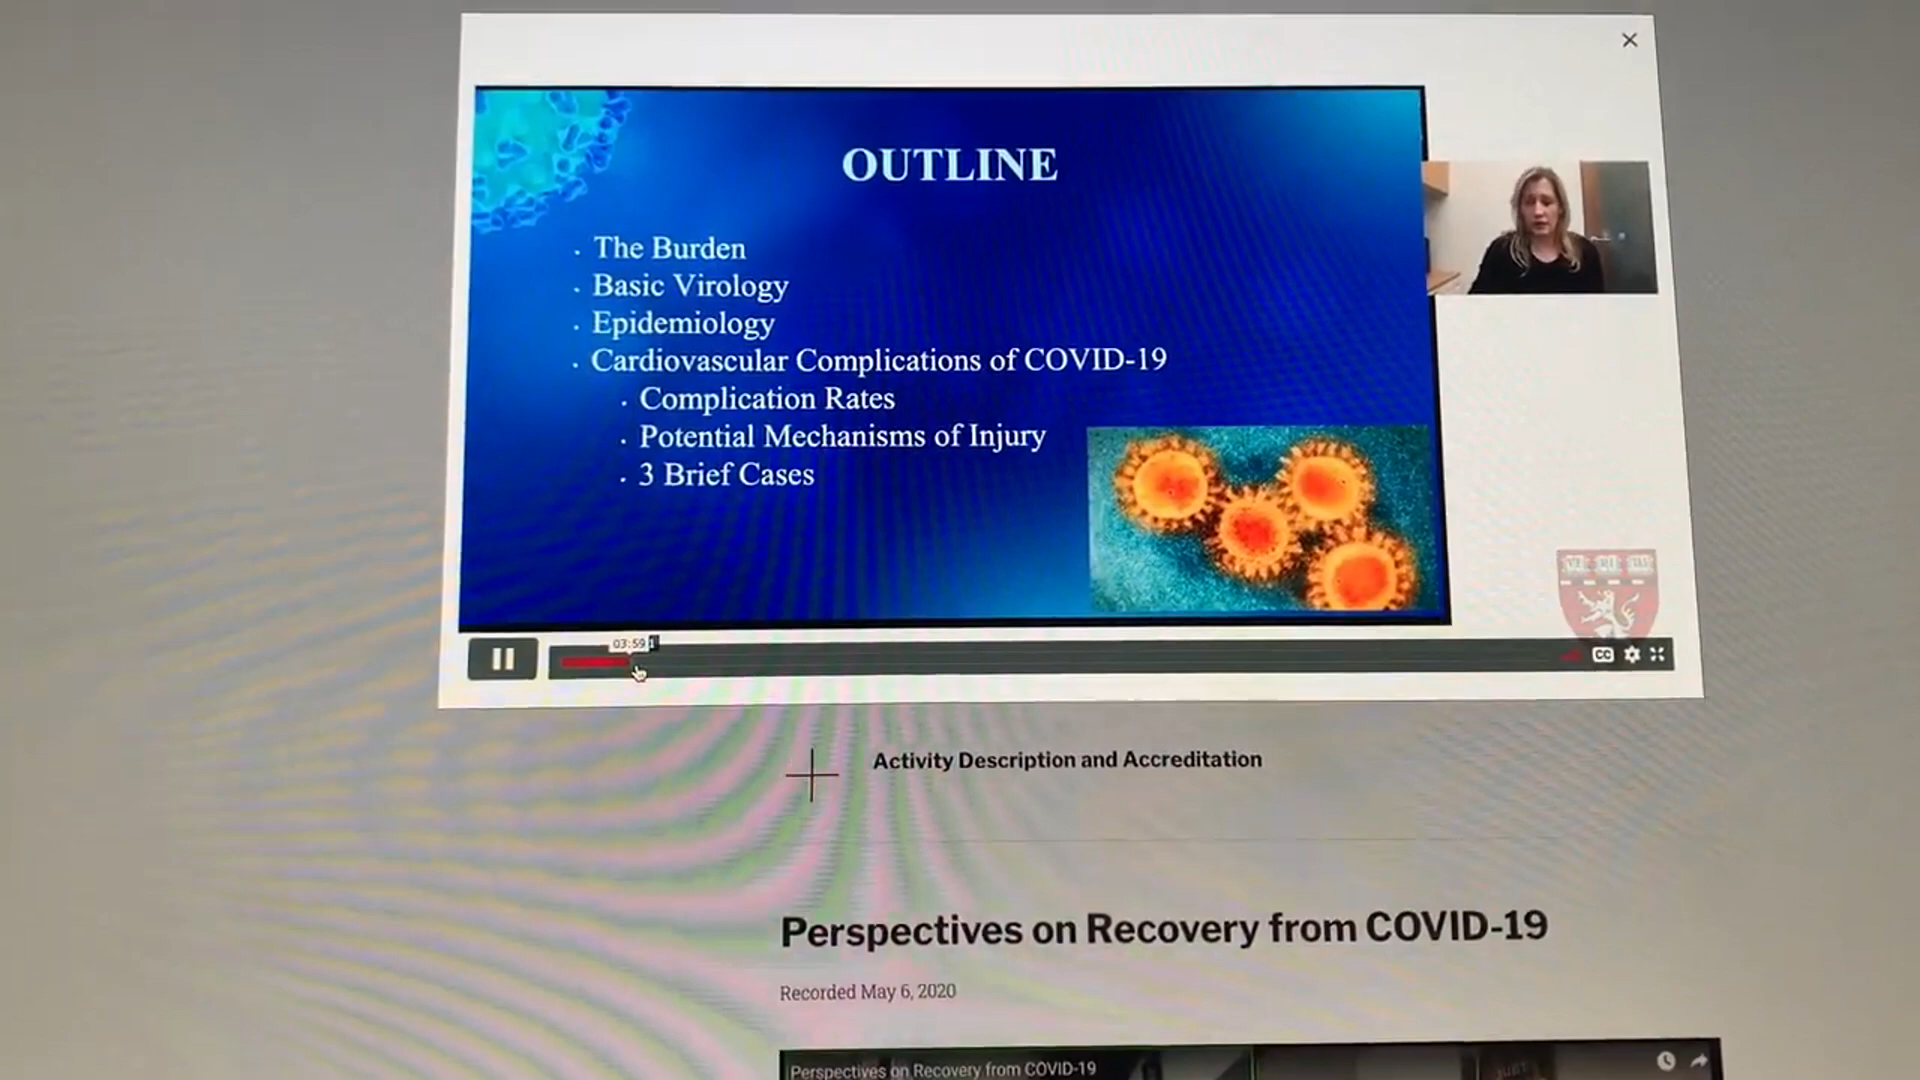 OUTLINE
· The Burden
· Basic Virology
· Epidemiology
· Cardiovascular Complications of COVID-19
· Complication Rates
· Potential Mechanisms of Injury
· 3 Brief Cases
03:59
CC
Activity Description and Accreditation
Perspectives on Recovery from COVID-19
Recorded May 6, 2020
Perspectives on Recovery from COVID-19